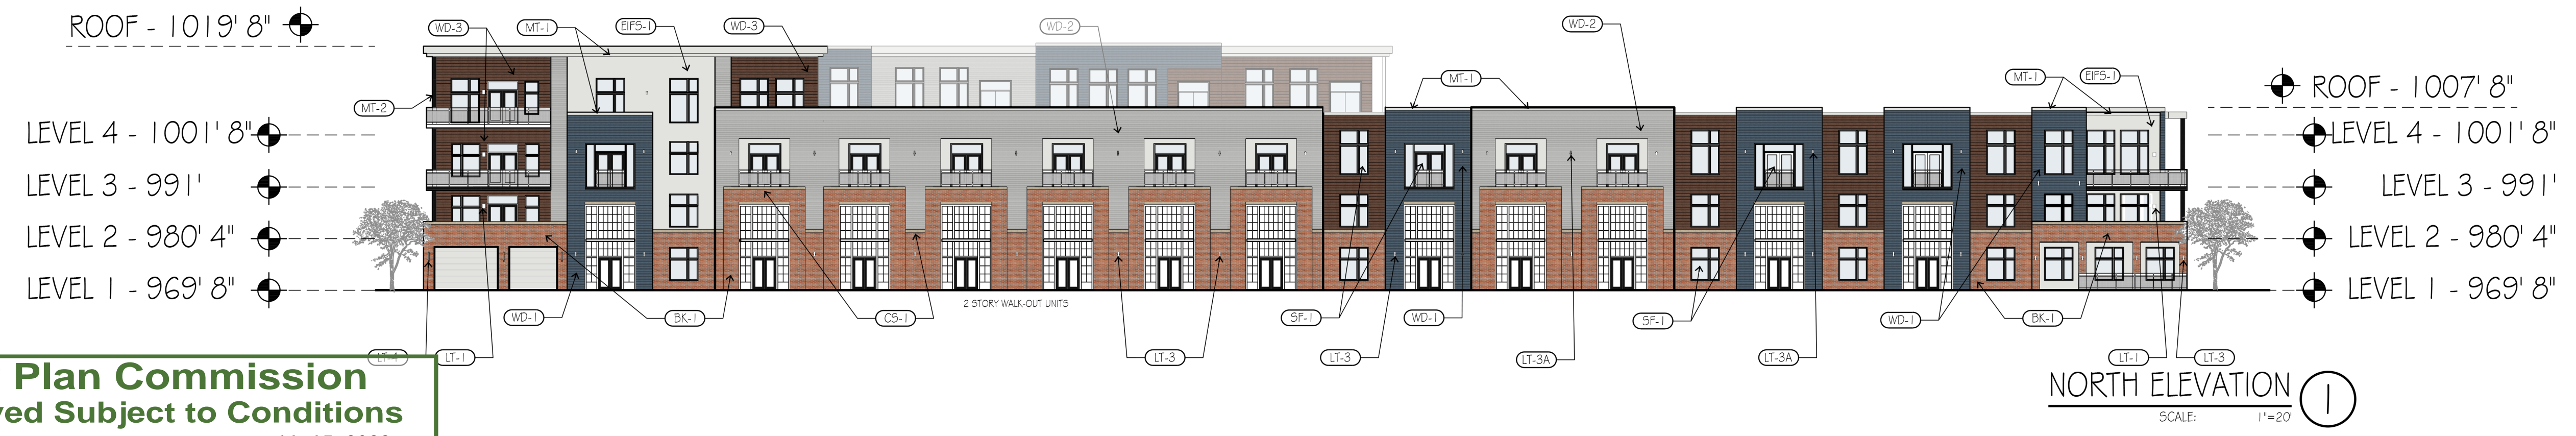 ROOF - 1019' 8"
WD-3
MT-1
EIFS-1
WD-3
WD-2
WD-2
MT-1
MT-1
EIFS-1
ROOF - 1007' 8"
MT-2
LEVEL 4 - 1001' 8"
LEVEL 4 - 1001' 8"
LEVEL 3 - 991'
LEVEL 3 - 991'
LEVEL 2 - 980' 4"
LEVEL 2 - 980' 4"
LEVEL 1 - 969' 8"
LEVEL 1 - 969' 8"
2 STORY WALK-OUT UNITS
WD-1
BK-1
CS-1
SF-1
WD-1
SF-1
WD-1
BK-1
LT-4
LT-1
LT-3
LT-3
LT-3A
LT-3A
LT-1
LT-3
Plan Commission
Subject to Conditions
NORTH ELEVATION
1
SCALE: 1"=20'